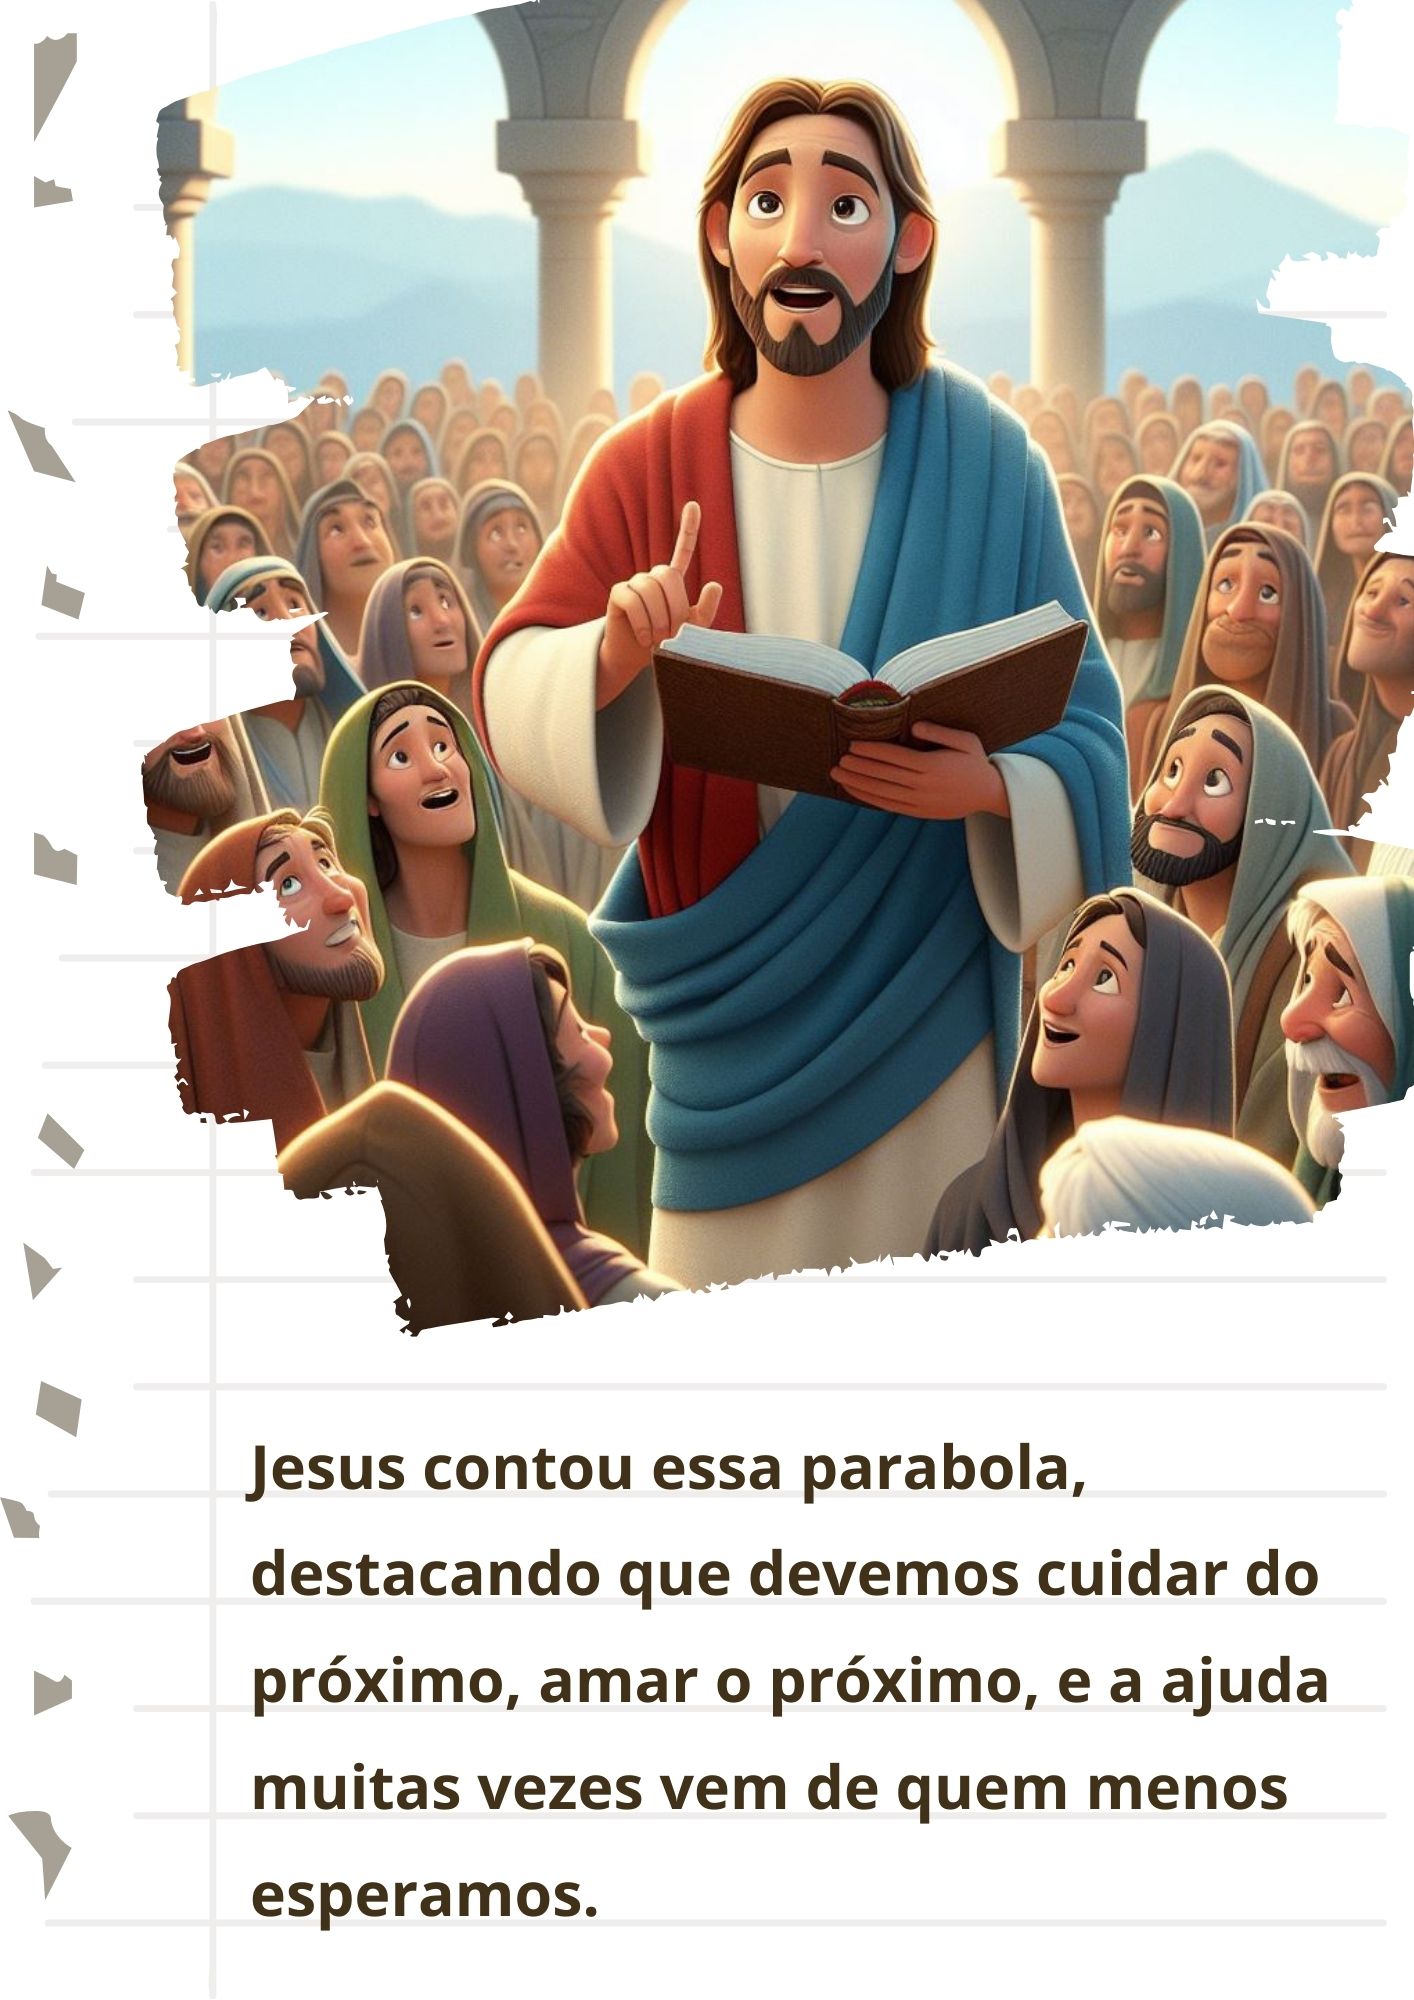 Jesus contou essa parabola,
destacando que devemos cuidar do
próximo, amar o próximo, e a ajuda
muitas vezes vem de quem menos
esperamos.